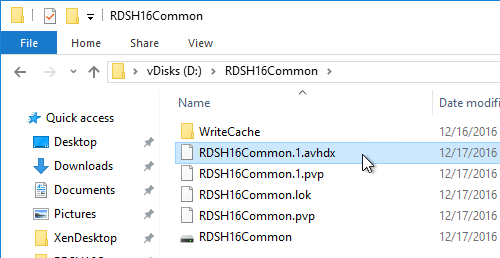 RDSH16Common
File Home Share View
vDisks (D:) RDSH16Common
Name Date modified
Quick access
WriteCache 12/16/2016
Desktop
RDSH16Common.1.avhdx 12/17/2016
Downloads
RDSH16Common.1.pvp 12/17/2016
Documents
RDSH16Common.lok 12/17/2016
Pictures
RDSH16Common.pvp 12/17/2016
XenDesktop
RDSH16Common 12/17/2016